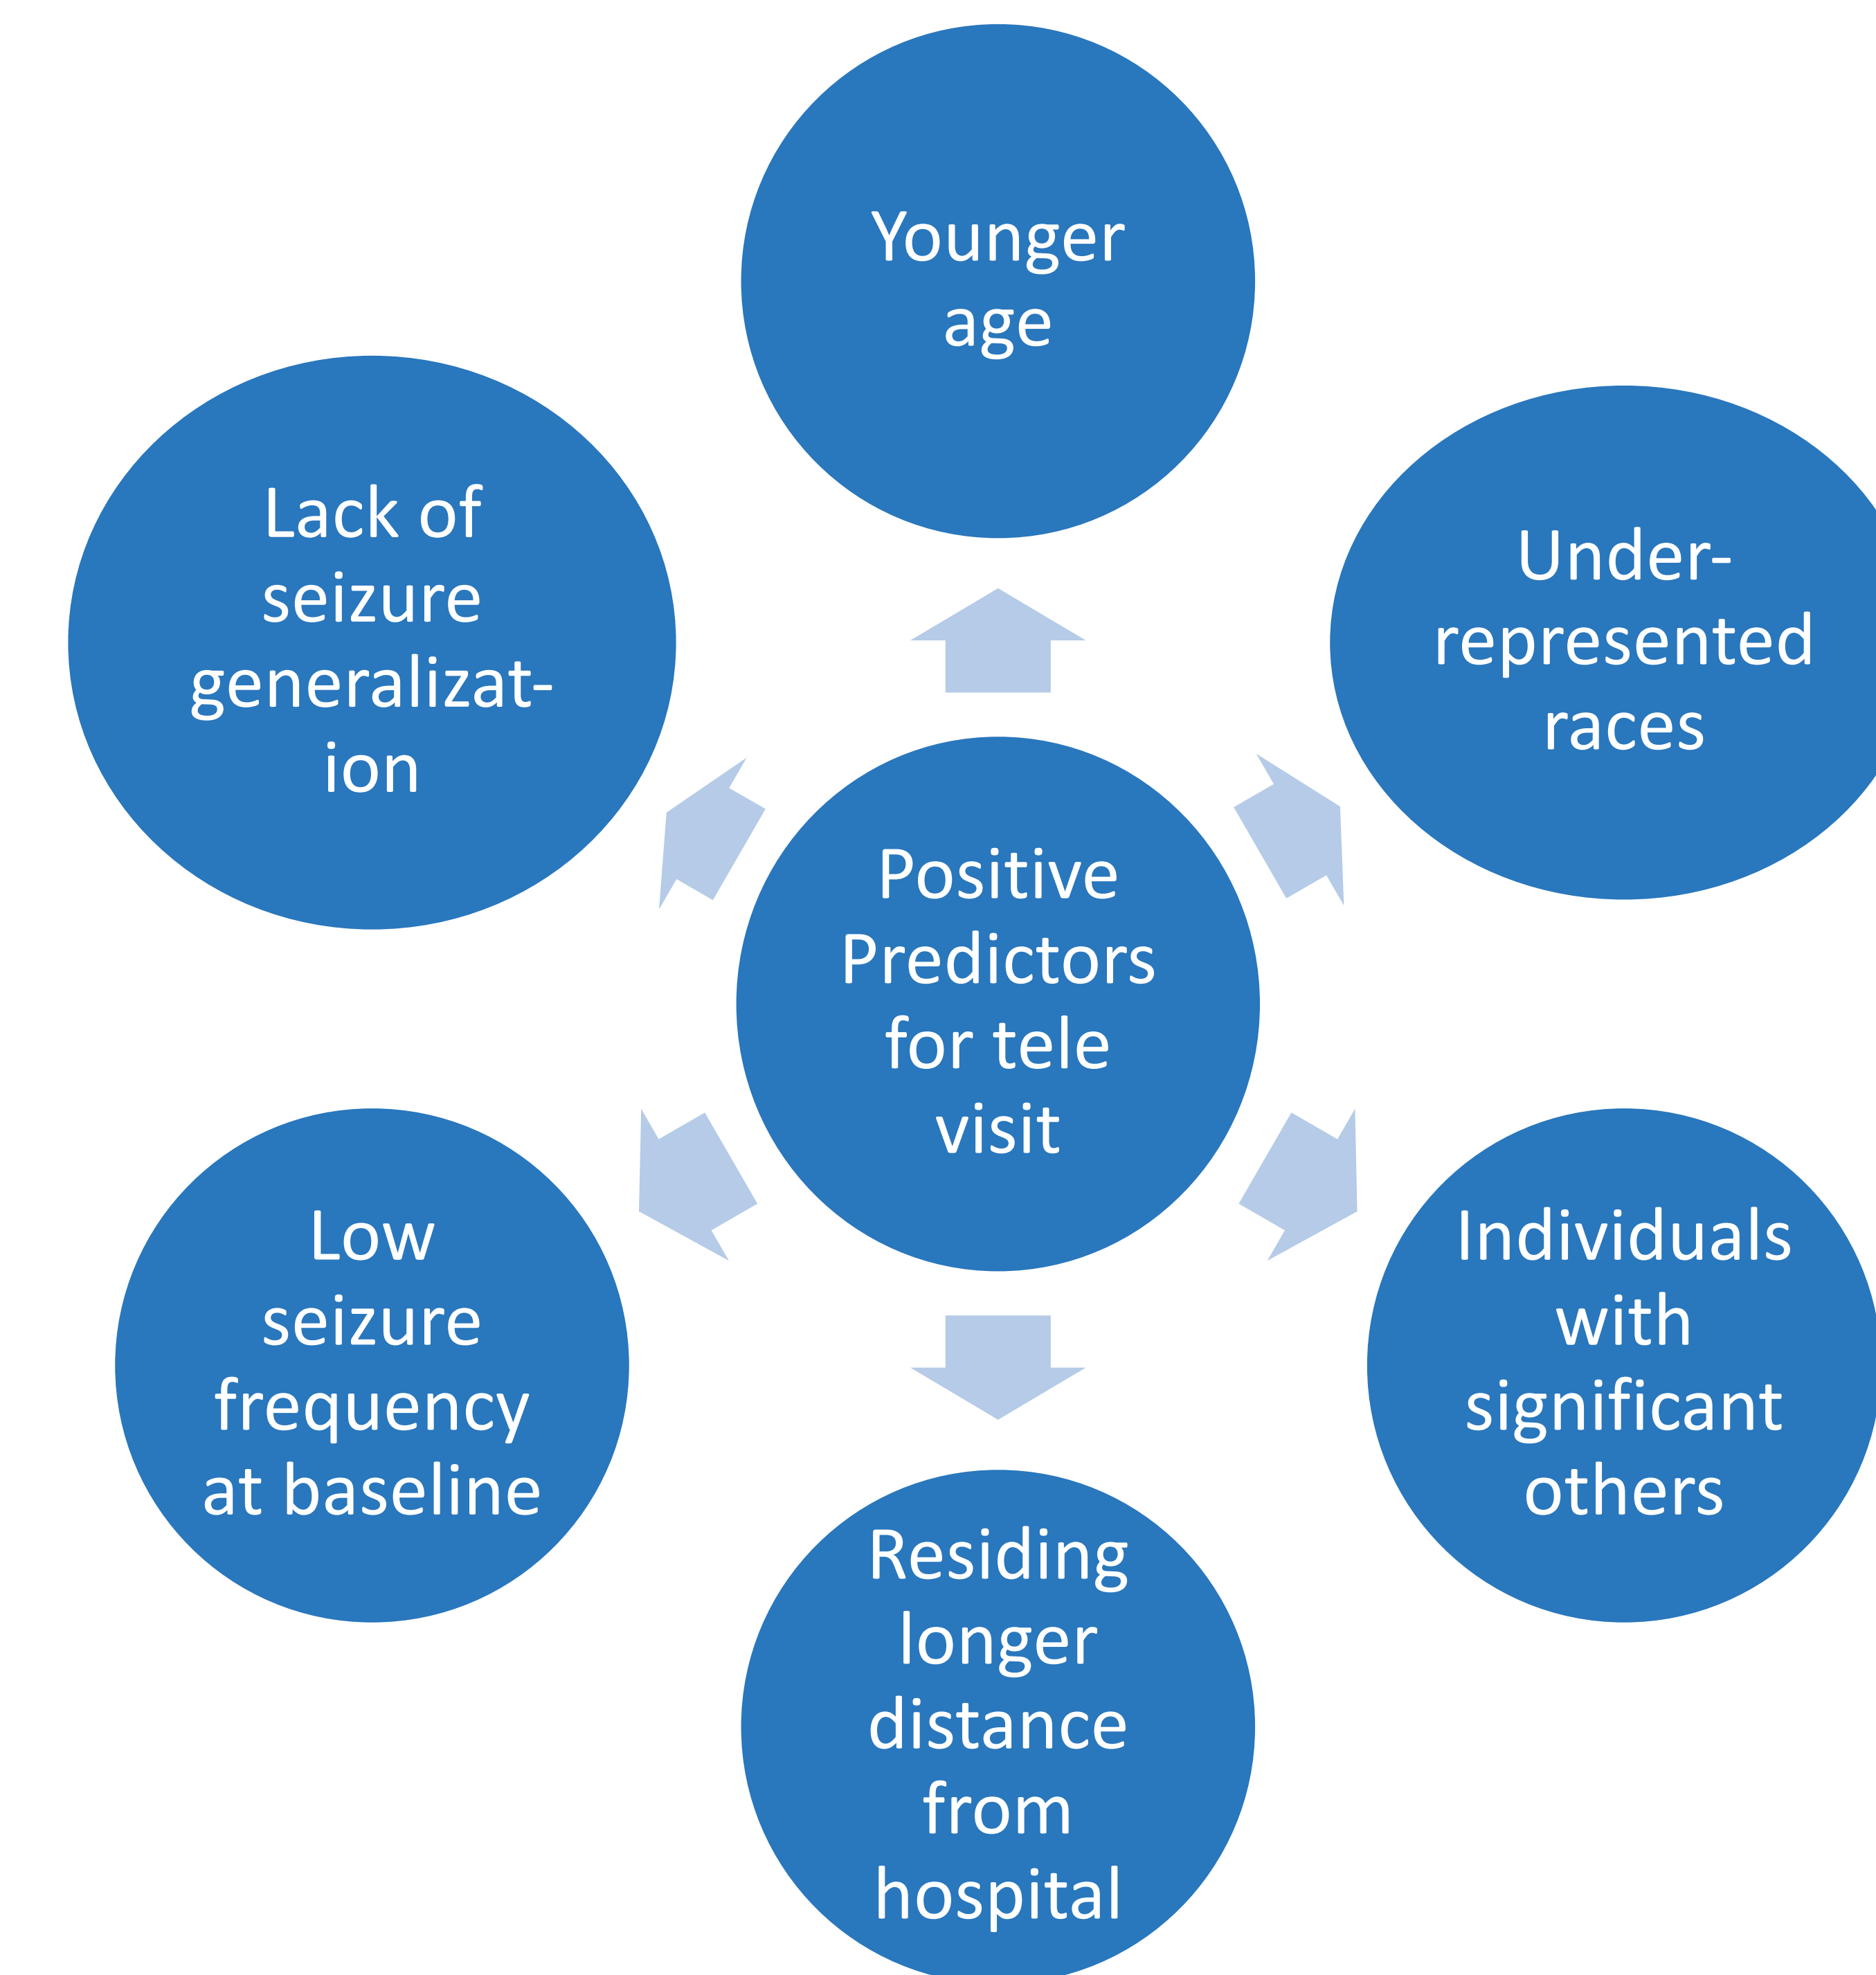 Younger
age
Lack of
seizure
generalizat-
ion
Under-
represented
races
Positive
Predictors
for tele
visit
Low
seizure
frequency
at baseline
Individuals
with
significant
others
Residing
longer
distance
from
hospital